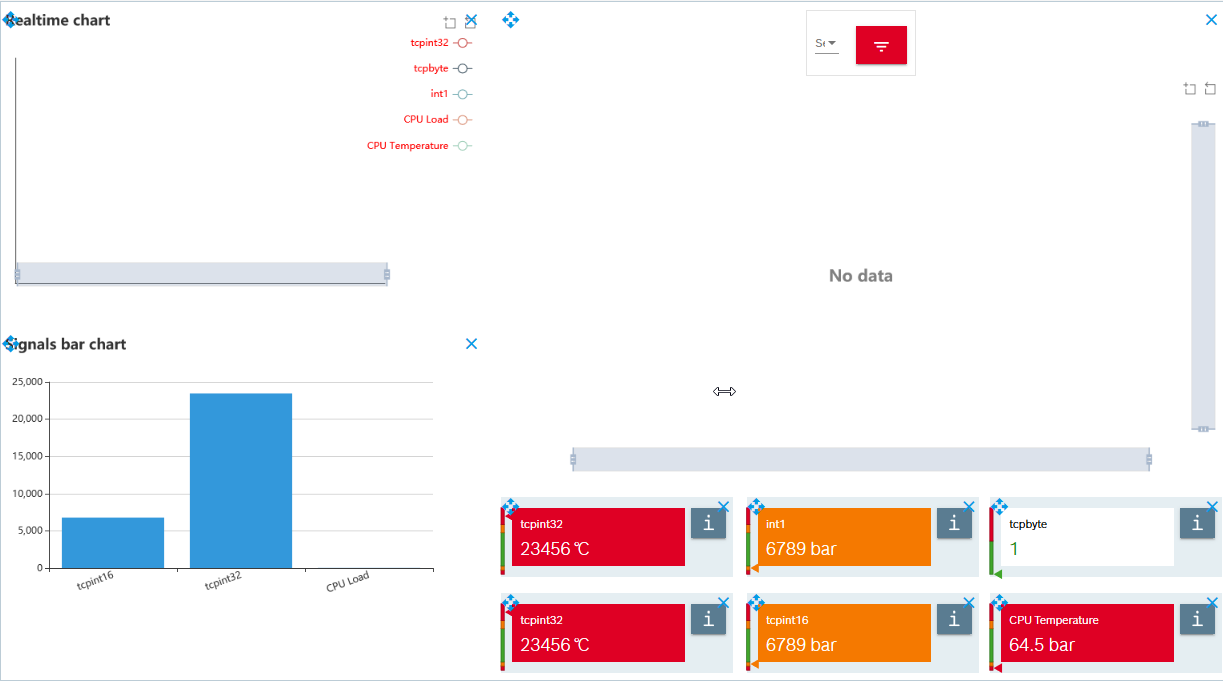 Realtime chart
tcpint32
tcpbyte
int1
CPU Load
CPU Temperature
No data
Signals bar chart
25,000
20,000
15,000
10,000
5,000
0
tcpint16
tcpint32
CPU Load
tcpint32
23456 ℃
i
int1
6789 bar
i
tcpbyte
1
i
tcpint32
23456 ℃
i
tcpint16
6789 bar
i
CPU Temperature
64.5 bar
i